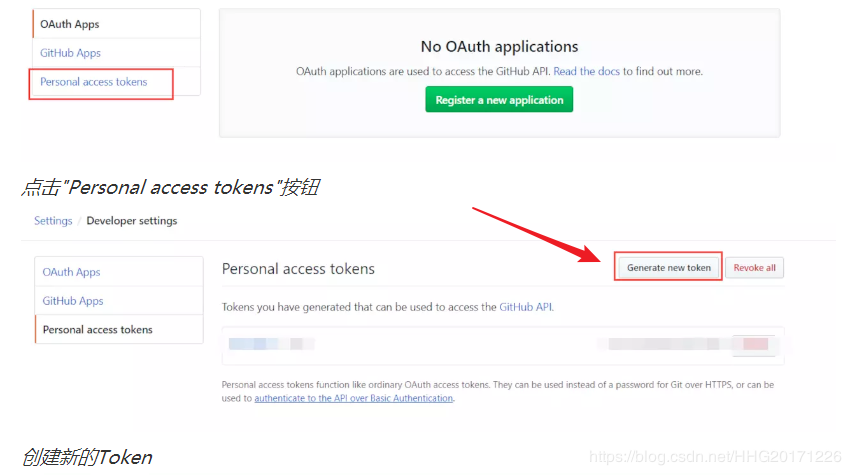 OAuth Apps
GitHub Apps
Personal access tokens
No OAuth applications
OAuth applications are used to access the GitHub API. Read the docs to find out more.
Register a new application
点击"Personal access tokens"按钮
Settings / Developer settings
OAuth Apps
GitHub Apps
Personal access tokens
Personal access tokens
Generate new token
Revoke all
Tokens you have generated that can be used to access the GitHub API.
Personal access tokens function like ordinary OAuth access tokens. They can be used instead of a password for Git over HTTPS, or can be
used to authenticate to the API over Basic Authentication.
创建新的Token
https://blog.csdn.net/HHG20171226